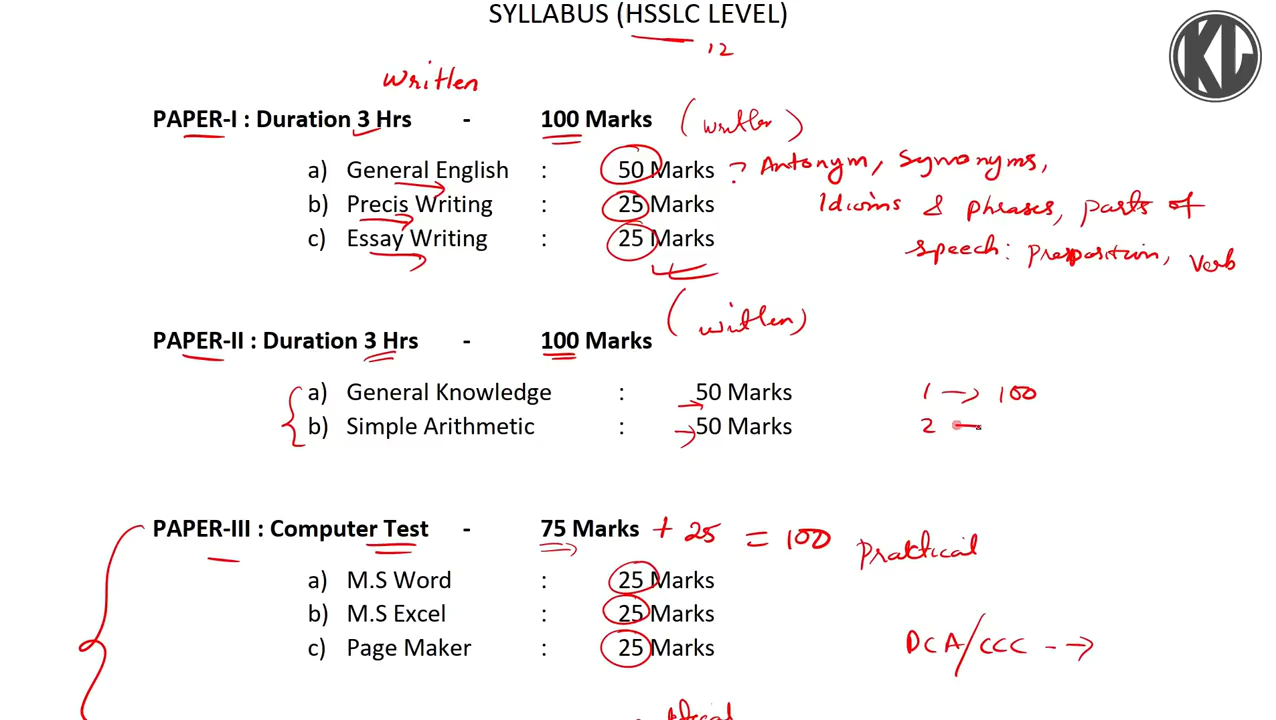 SYLLABUS (HSSLC LEVEL)
12
KL
written
PAPER-I : Duration 3 Hrs - 100 Marks (written)
a) General English : 50 Marks ? Antonym, Synonyms,
b) Precis Writing : 25 Marks Idioms & phrases, parts of
c) Essay Writing : 25 Marks speech: Preposition, Verb
(written)
PAPER-II : Duration 3 Hrs - 100 Marks
a) General Knowledge : 50 Marks 1 → 100
b) Simple Arithmetic : 50 Marks 2 —
PAPER-III : Computer Test - 75 Marks + 25 = 100 Practical
a) M.S Word : 25 Marks
b) M.S Excel : 25 Marks
c) Page Maker : 25 Marks DCA/CCC - →